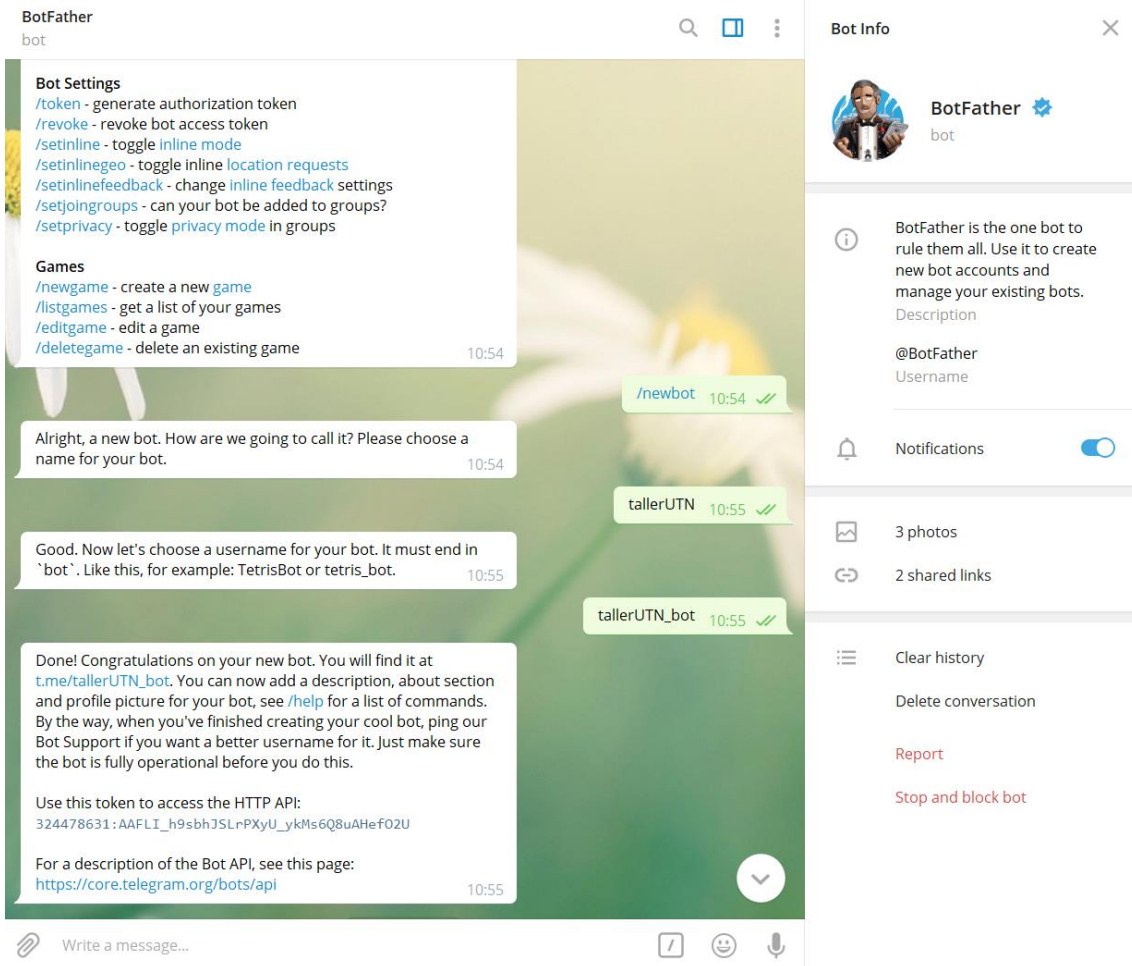 BotFather
bot
Bot Settings
/token - generate authorization token
/revoke - revoke bot access token
/setinline - toggle inline mode
/setinlinegeo - toggle inline location requests
/setinlinefeedback - change inline feedback settings
/setjoingroups - can your bot be added to groups?
/setprivacy - toggle privacy mode in groups
Games
/newgame - create a new game
/listgames - get a list of your games
/editgame - edit a game
/deletegame - delete an existing game
10:54
/newbot 10:54
Alright, a new bot. How are we going to call it? Please choose a
name for your bot.
10:54
tallerUTN 10:55
Good. Now let's choose a username for your bot. It must end in
`bot`. Like this, for example: TetrisBot or tetris_bot.
10:55
tallerUTN_bot 10:55
Done! Congratulations on your new bot. You will find it at
t.me/tallerUTN_bot. You can now add a description, about section
and profile picture for your bot, see /help for a list of commands.
By the way, when you've finished creating your cool bot, ping our
Bot Support if you want a better username for it. Just make sure
the bot is fully operational before you do this.
Use this token to access the HTTP API:
324478631:AAFLI_h9sbhJSLrPXyU_ykMs6Q8uAHefO2U
For a description of the Bot API, see this page:
https://core.telegram.org/bots/api
10:55
Write a message...
Bot Info
BotFather
bot
BotFather is the one bot to
rule them all. Use it to create
new bot accounts and
manage your existing bots.
Description
@BotFather
Username
Notifications
3 photos
2 shared links
Clear history
Delete conversation
Report
Stop and block bot